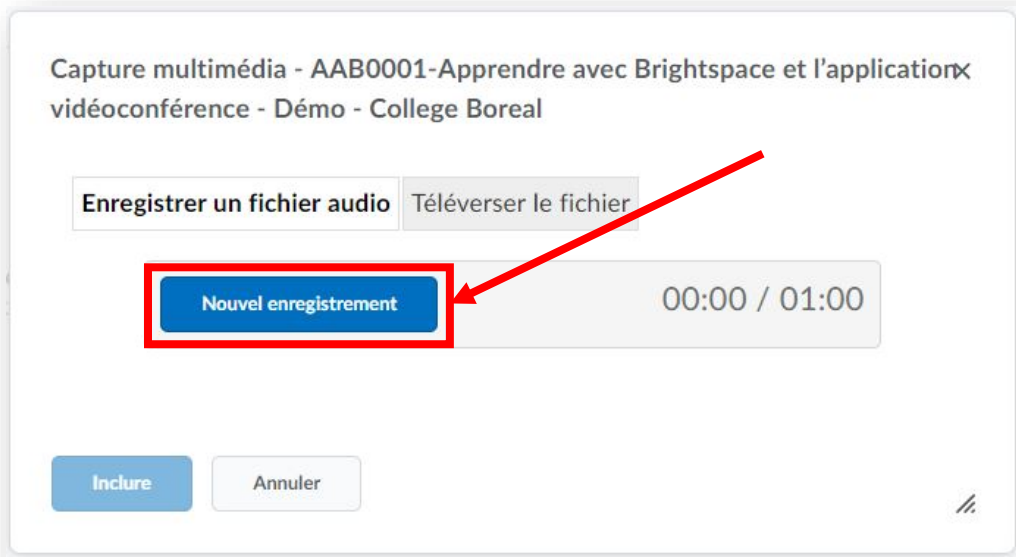 Capture multimédia - AAB0001-Apprendre avec Brightspace et l’application
vidéoconférence - Démo - College Boreal
Enregistrer un fichier audio Téléverser le fichier
Nouvel enregistrement 00:00 / 01:00
Inclure Annuler